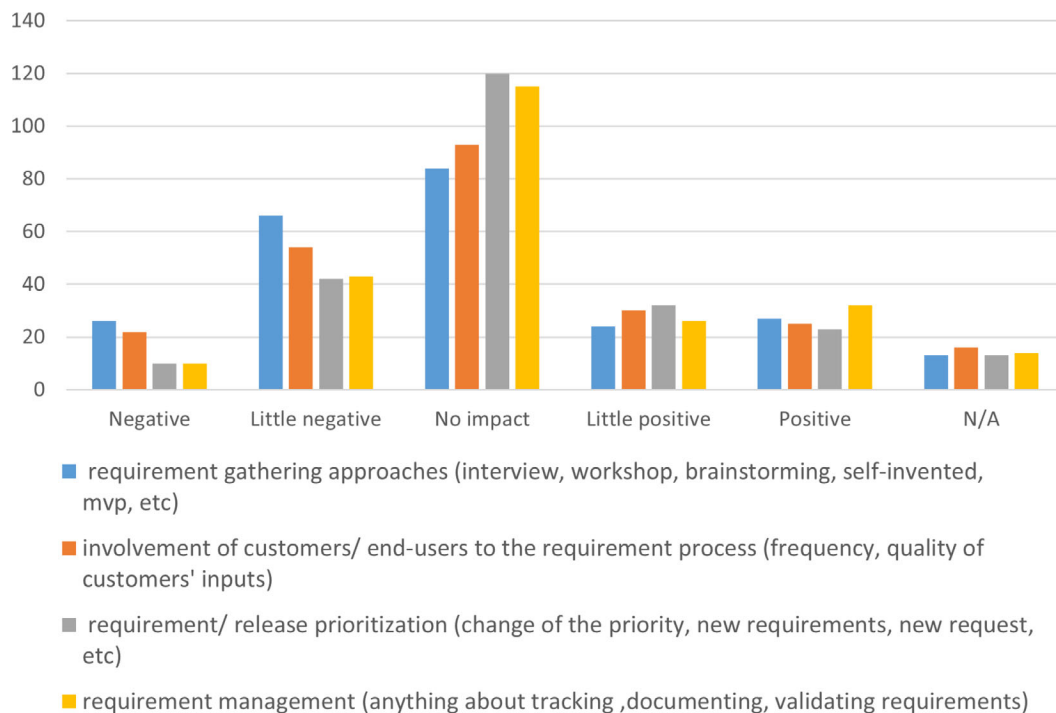 140
120
100
80
60
40
20
0
Negative Little negative No impact Little positive Positive N/A
requirement gathering approaches (interview, workshop, brainstorming, self-invented,
mvp, etc)
involvement of customers/ end-users to the requirement process (frequency, quality of
customers' inputs)
requirement/ release prioritization (change of the priority, new requirements, new request,
etc)
requirement management (anything about tracking ,documenting, validating requirements)